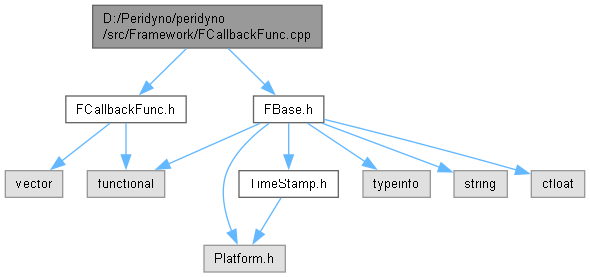 D:/Peridyno/peridyno
/src/Framework/FCallbackFunc.cpp
FCallbackFunc.h
FBase.h
vector
functional
TimeStamp.h
typeinfo
string
cfloat
Platform.h